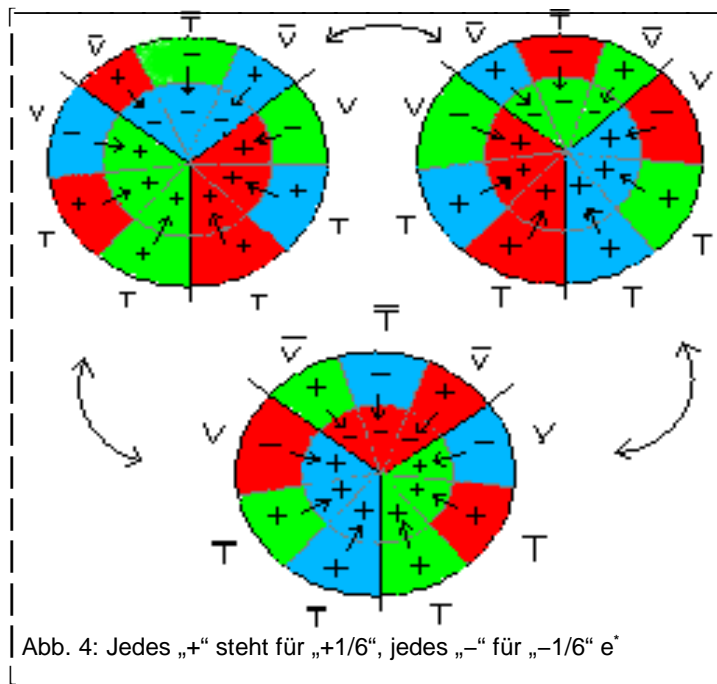 V̄ T̄ V̄ V̄ T̄ V̄
V V V V
T T T T
T T T T
V̄ T̄ V̄
V V
T T
T T
Abb. 4: Jedes „+“ steht für „+1/6“, jedes „–“ für „–1/6“ e*